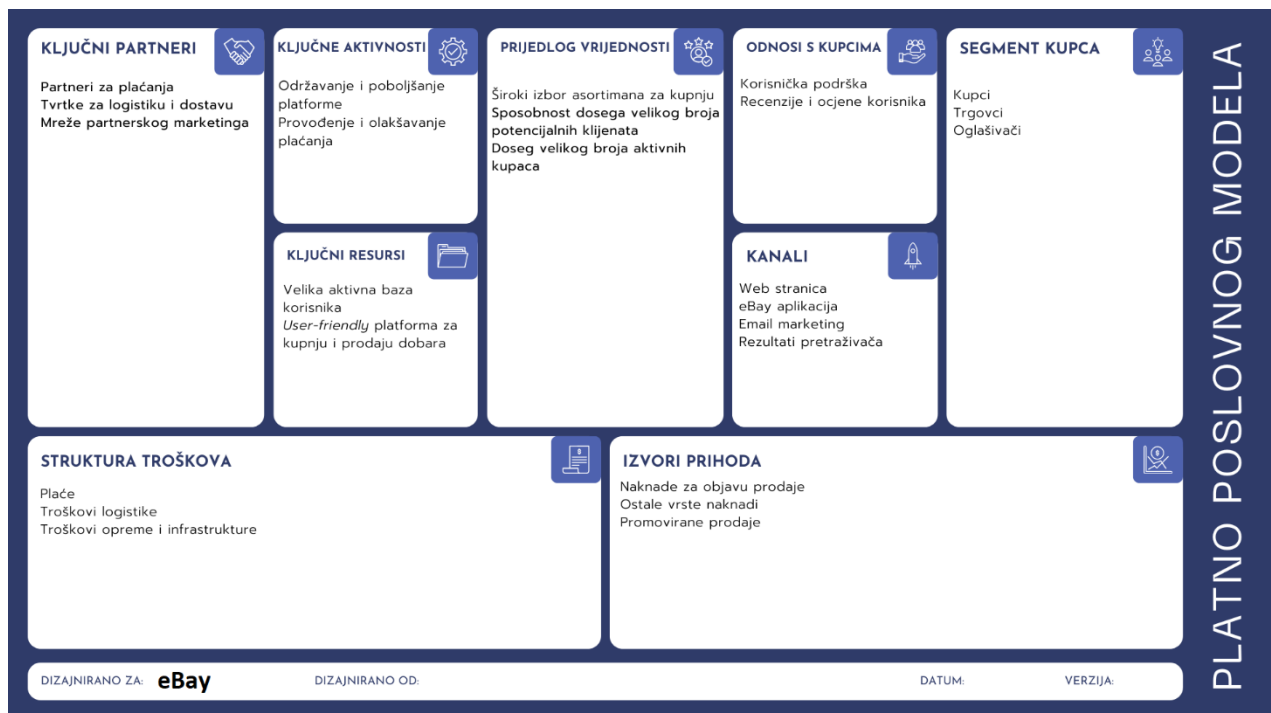 KLJUČNI PARTNERI
Partneri za plaćanja
Tvrtke za logistiku i dostavu
Mreže partnerskog marketinga
KLJUČNE AKTIVNOSTI
Održavanje i poboljšanje
platforme
Provođenje i olakšavanje
plaćanja
KLJUČNI RESURSI
Velika aktivna baza
korisnika
User-friendly platforma za
kupnju i prodaju dobara
PRIJEDLOG VRIJEDNOSTI
Široki izbor asortimana za kupnju
Sposobnost dosega velikog broja
potencijalnih klijenata
Doseg velikog broja aktivnih
kupaca
ODNOSI S KUPCIMA
Korisnička podrška
Recenzije i ocjene korisnika
KANALI
Web stranica
eBay aplikacija
Email marketing
Rezultati pretraživača
SEGMENT KUPCA
Kupci
Trgovci
Oglašivači
STRUKTURA TROŠKOVA
Plaće
Troškovi logistike
Troškovi opreme i infrastrukture
IZVORI PRIHODA
Naknade za objavu prodaje
Ostale vrste naknadi
Promovirane prodaje
DIZAJNIRANO ZA: eBay
DIZAJNIRANO OD:
DATUM:
VERZIJA:
PLATNO POSLOVNOG MODELA